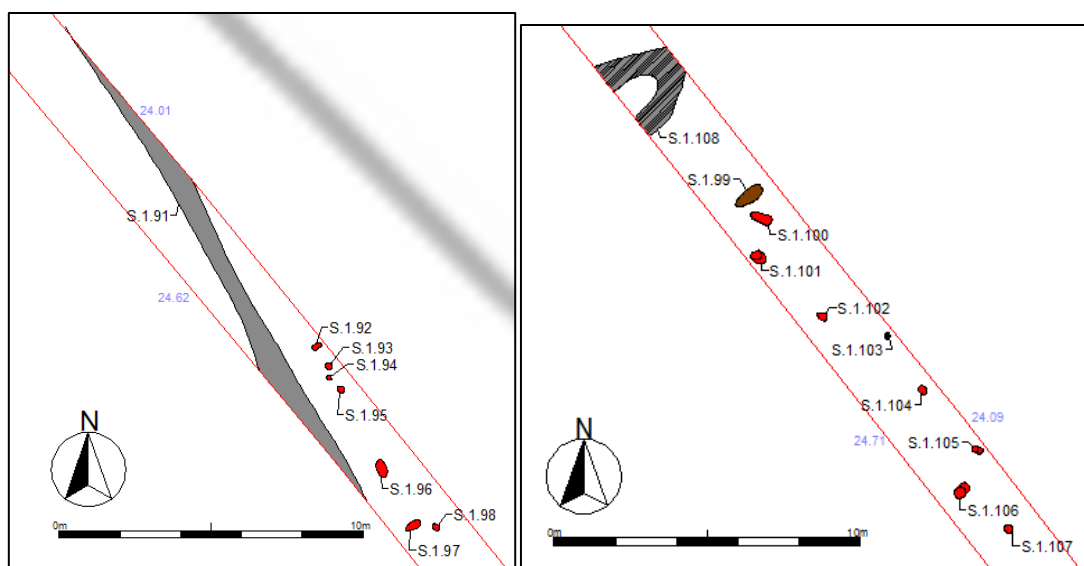 24.01
S.1.91
24.62
S.1.92
S.1.93
S.1.94
S.1.95
S.1.96
S.1.98
S.1.97
N
0m
10m
S.1.108
S.1.99
S.1.100
S.1.101
S.1.102
S.1.103
S.1.104
24.09
24.71
S.1.105
S.1.106
S.1.107
N
0m
10m